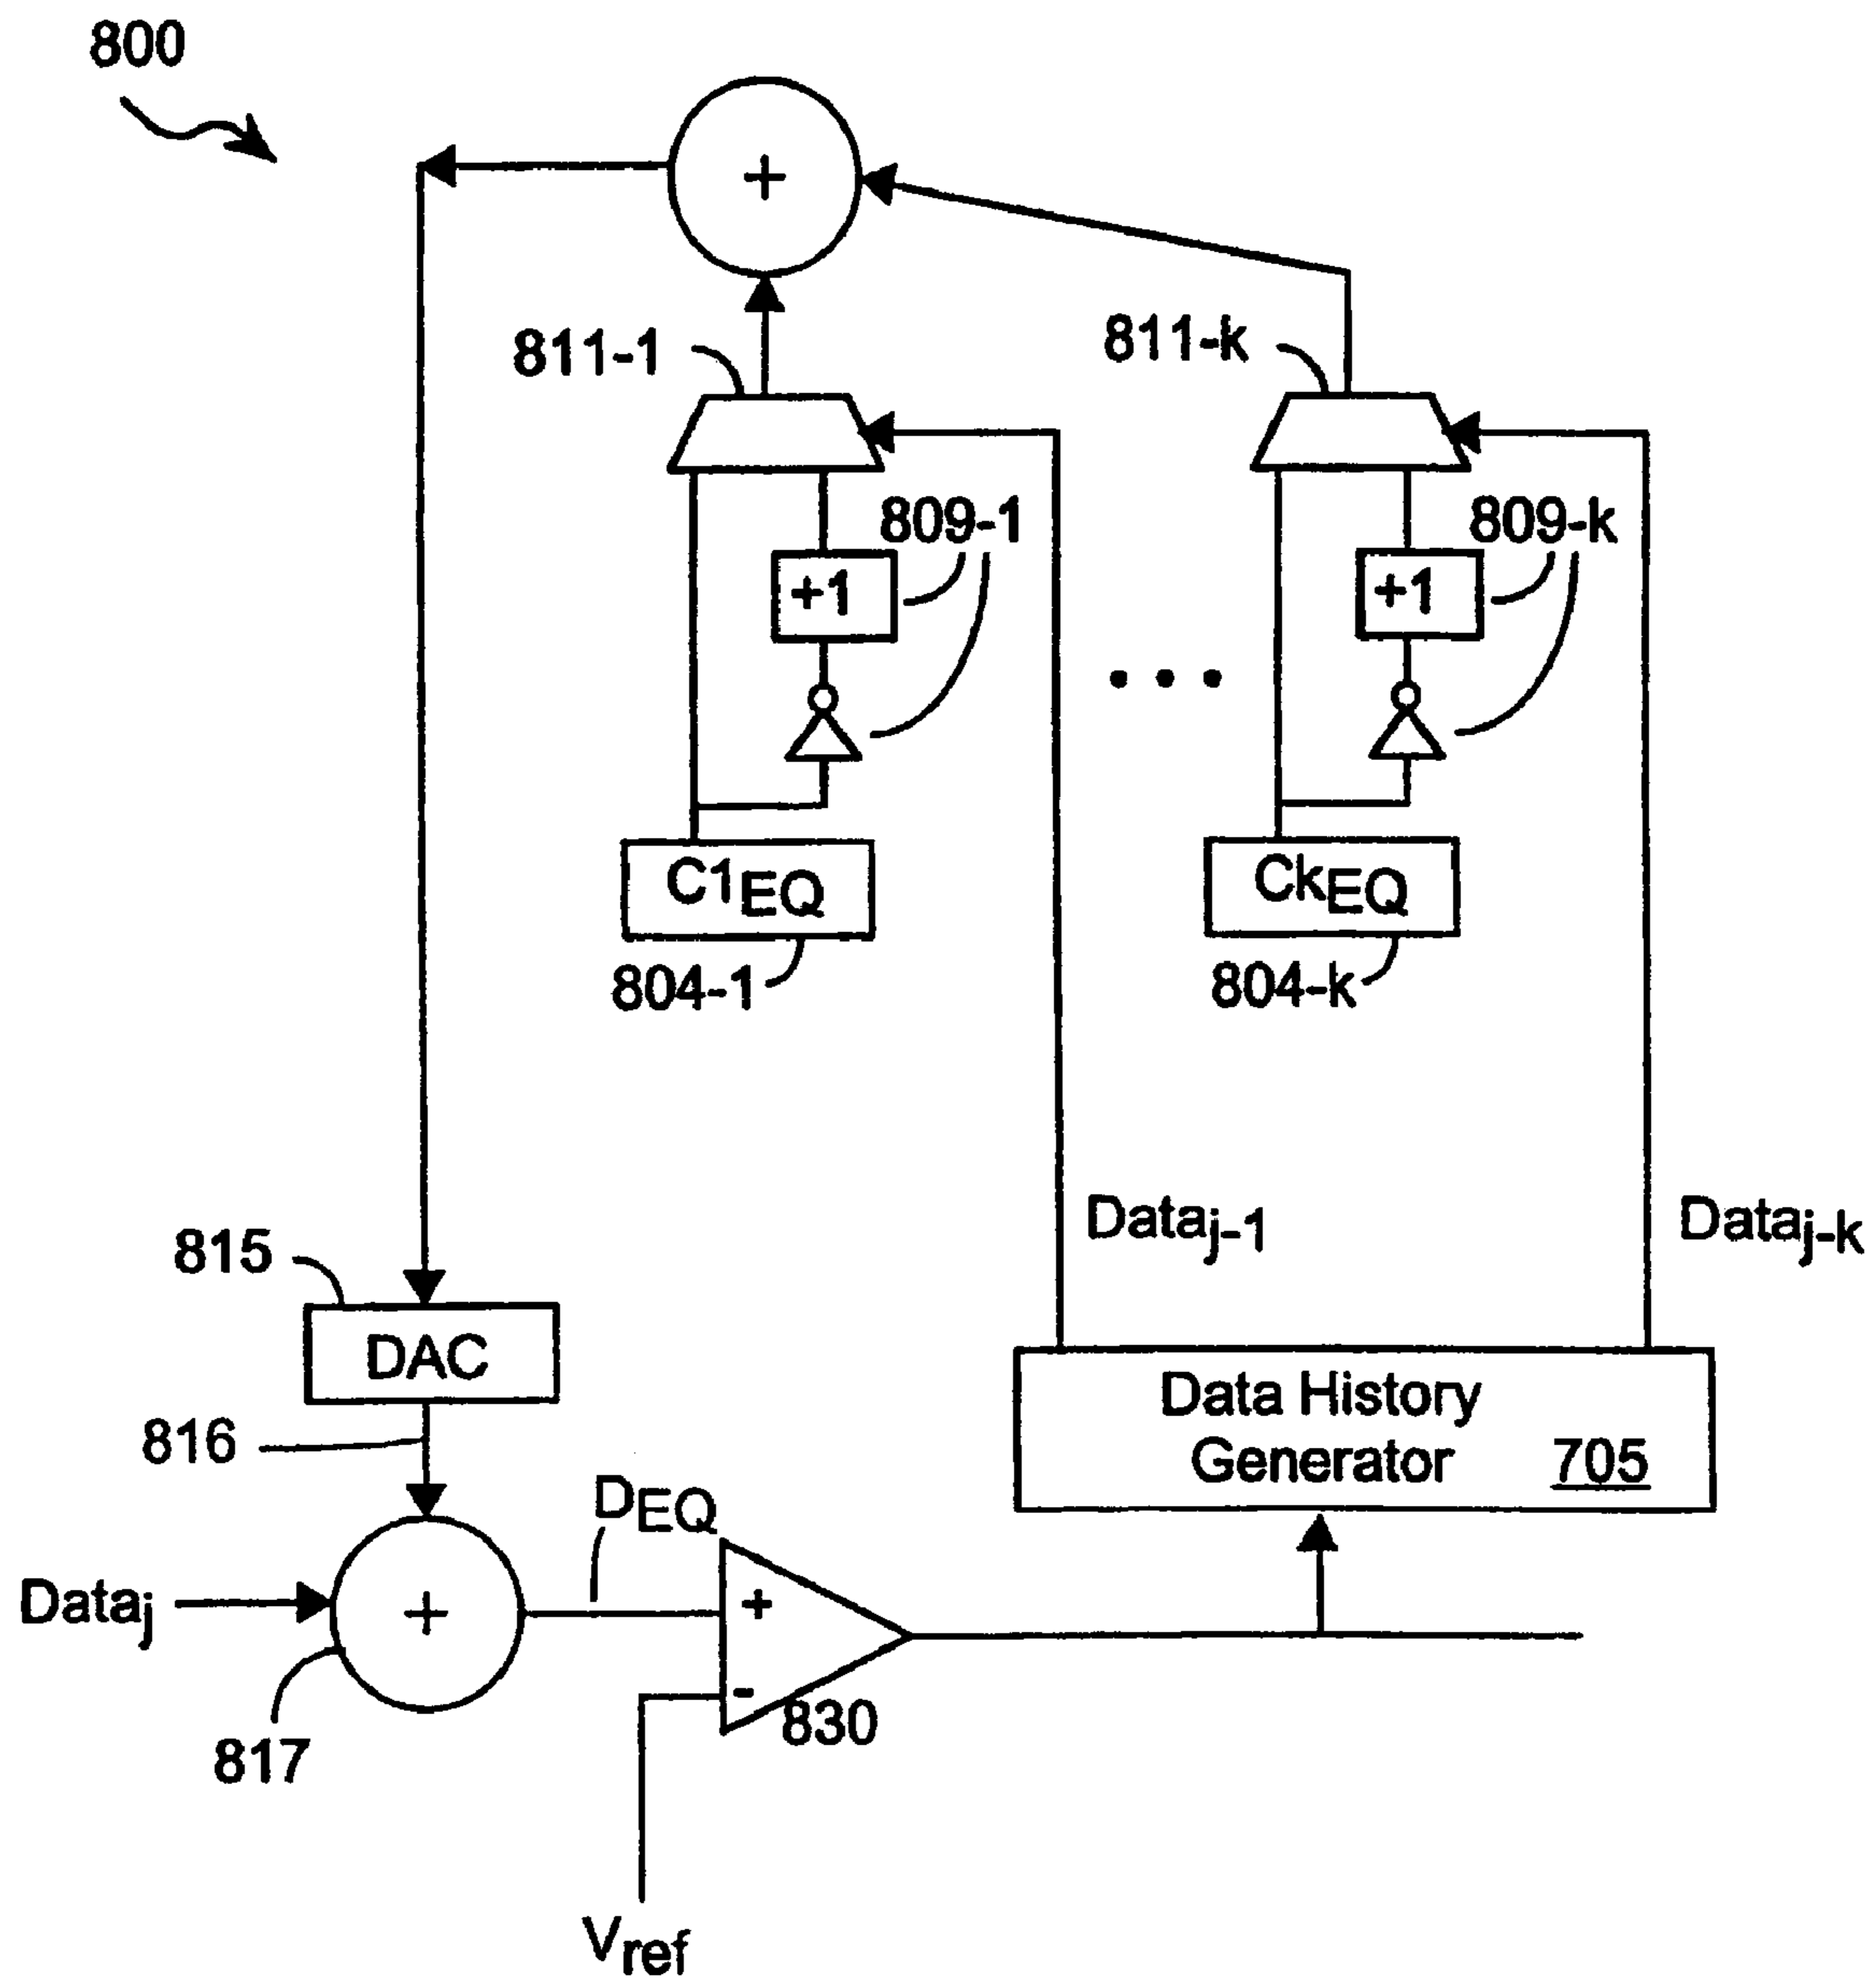 800
+
811-1
811-k
809-1
809-k
+1
+1
C1EQ
CkEQ
804-1
804-k
Dataj-1
Dataj-k
815
DAC
Data History
Generator 705
816
DEQ
Dataj
+
+
-
830
817
Vref